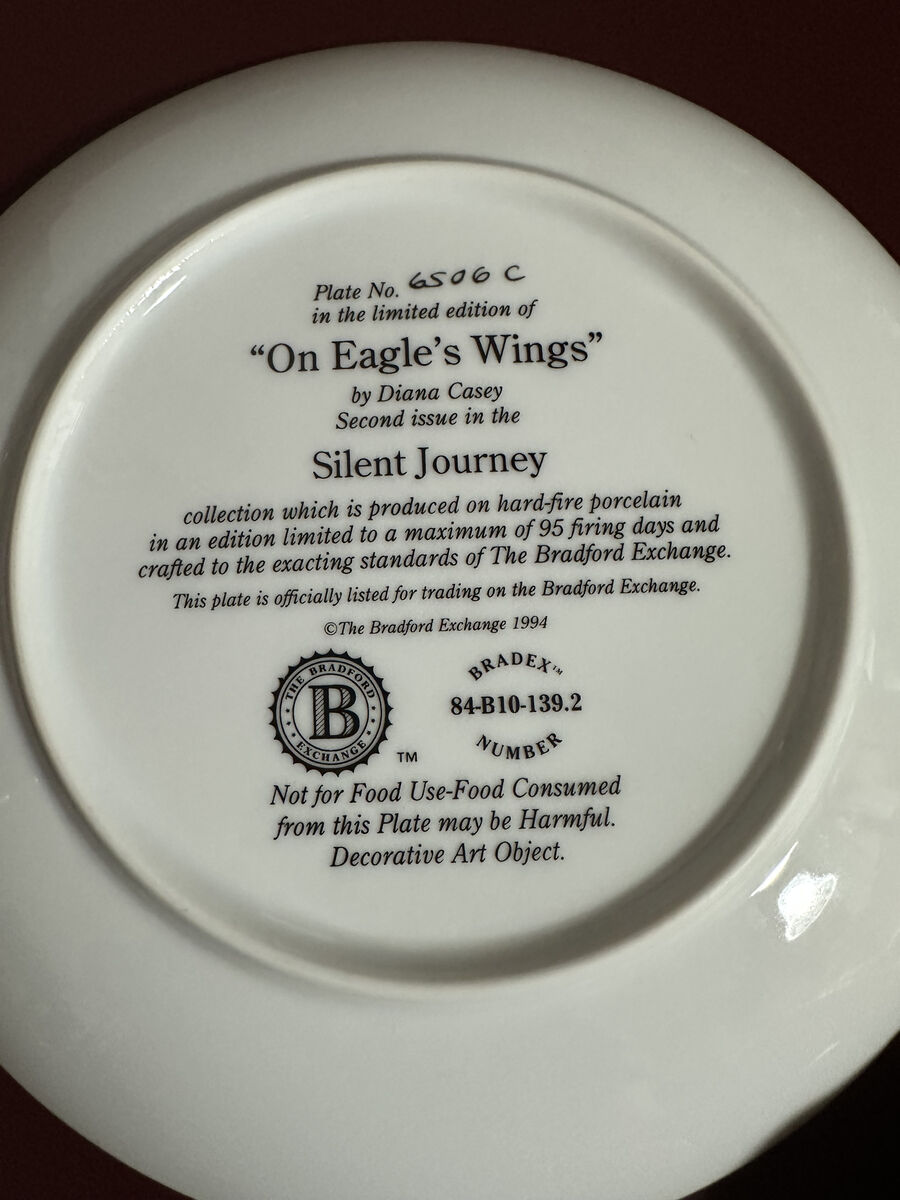 Plate No. 6506 C
in the limited edition of
“On Eagle’s Wings”
by Diana Casey
Second issue in the
Silent Journey
collection which is produced on hard-fire porcelain
in an edition limited to a maximum of 95 firing days and
crafted to the exacting standards of The Bradford Exchange.
This plate is officially listed for trading on the Bradford Exchange.
©The Bradford Exchange 1994
THE BRADFORD
B
EXCHANGE
TM
BRADEX™
84-B10-139.2
NUMBER
Not for Food Use-Food Consumed
from this Plate may be Harmful.
Decorative Art Object.